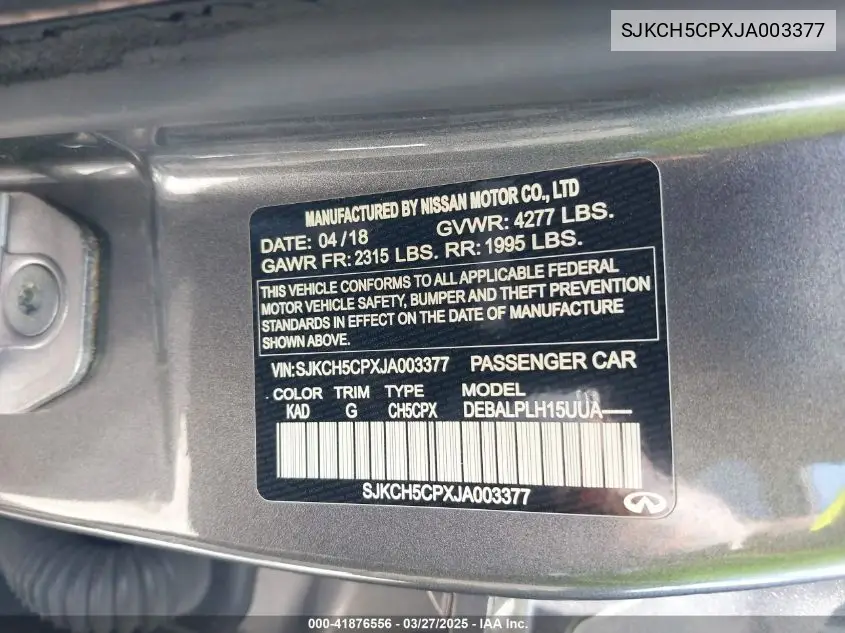 SJKCH5CPXJA003377
MANUFACTURED BY NISSAN MOTOR CO., LTD
DATE: 04/18 GVWR: 4277 LBS.
GAWR FR: 2315 LBS. RR: 1995 LBS.
THIS VEHICLE CONFORMS TO ALL APPLICABLE FEDERAL
MOTOR VEHICLE SAFETY, BUMPER AND THEFT PREVENTION
STANDARDS IN EFFECT ON THE DATE OF MANUFACTURE
SHOWN ABOVE.
VIN:SJKCH5CPXJA003377 PASSENGER CAR
COLOR TRIM TYPE MODEL
KAD G CH5CPX DEBALPLH15UUA-----
SJKCH5CPXJA003377
000-41876556 - 03/27/2025 - IAA Inc.